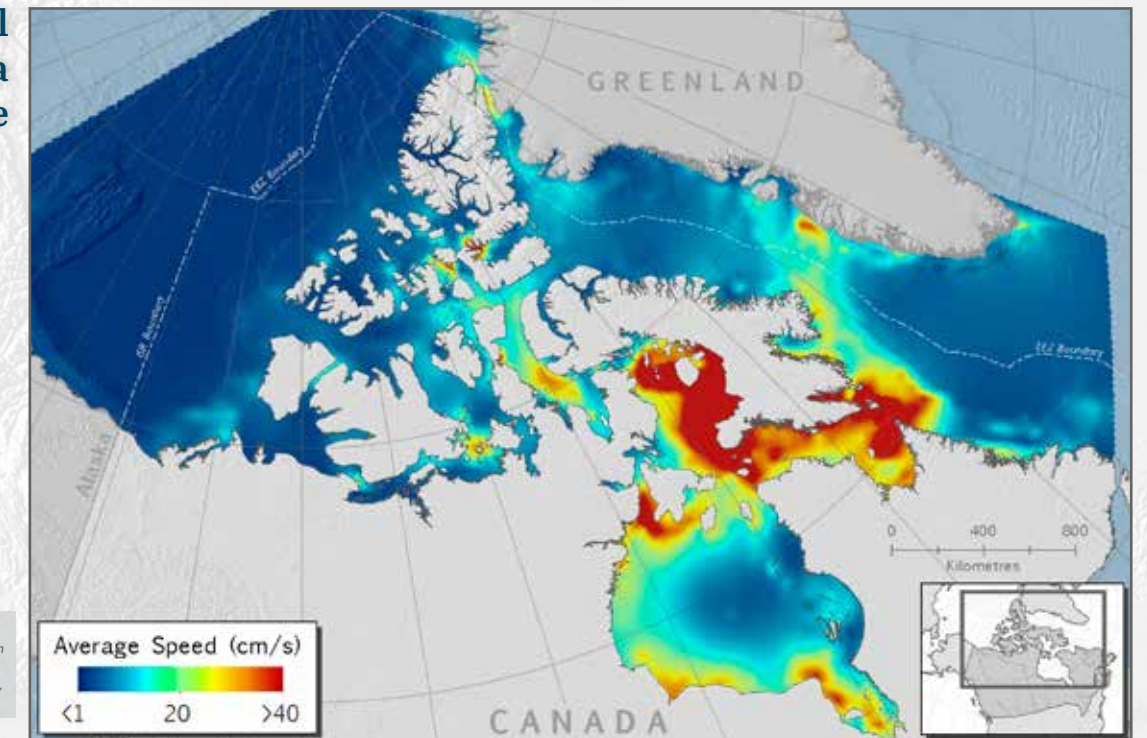 l
a
e
GREENLAND
EEZ Boundary
EEZ Boundary
EEZ Boundary
Alaska
0 400 800
Kilometres
Average Speed (cm/s)
<1 20 >40
CANADA